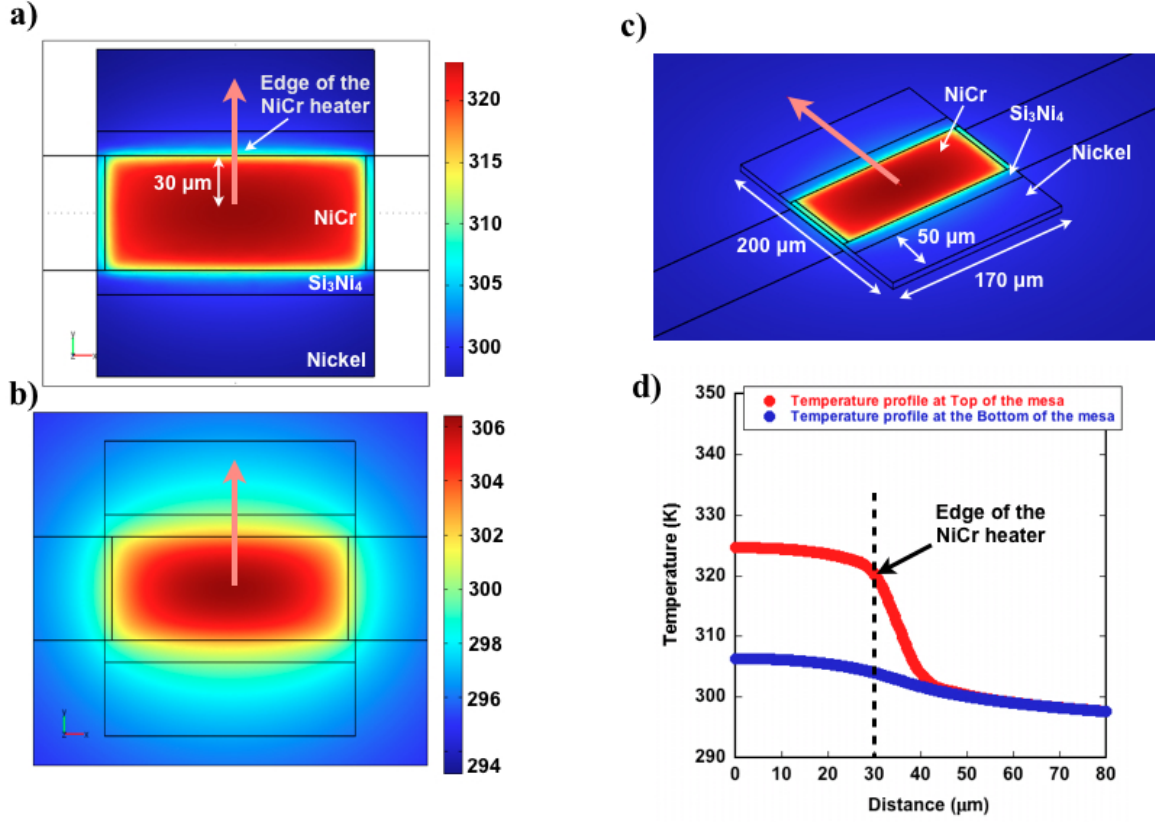 a)
Edge of the
NiCr heater
30 µm
NiCr
Si₃Ni₄
Nickel
320
315
310
305
300
y
z
x
b)
306
304
302
300
298
296
294
y
z
x
c)
NiCr
Si₃Ni₄
Nickel
200 µm
50 µm
170 µm
d)
Temperature profile at Top of the mesa
Temperature profile at the Bottom of the mesa
Edge of the
NiCr heater
Temperature (K)
350
340
330
320
310
300
290
0 10 20 30 40 50 60 70 80
Distance (µm)